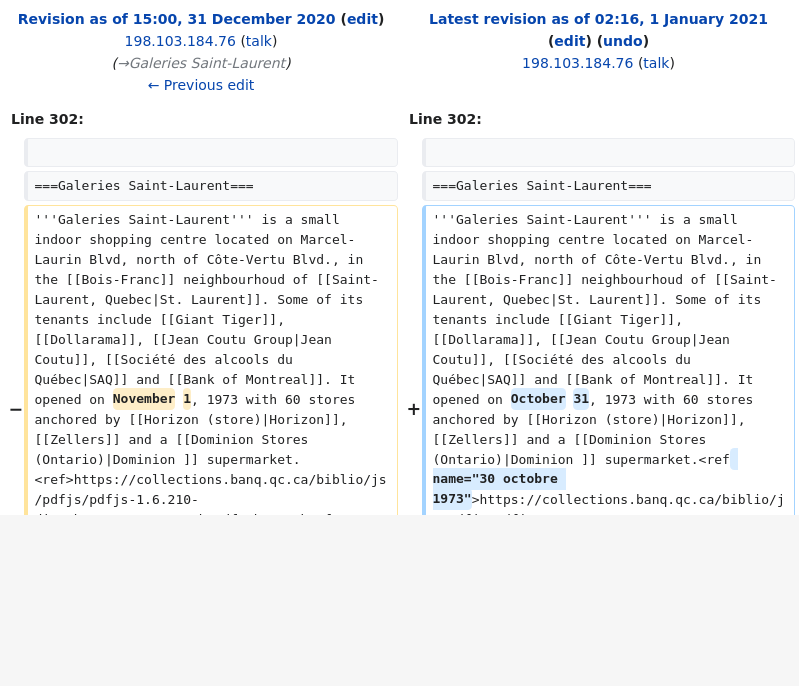 Revision as of 15:00, 31 December 2020 (edit)
198.103.184.76 (talk)
(→Galeries Saint-Laurent)
← Previous edit
Latest revision as of 02:16, 1 January 2021
(edit) (undo)
198.103.184.76 (talk)
Line 302:
Line 302:
===Galeries Saint-Laurent===
===Galeries Saint-Laurent===
−
'''Galeries Saint-Laurent''' is a small
indoor shopping centre located on Marcel-
Laurin Blvd, north of Côte-Vertu Blvd., in
the [[Bois-Franc]] neighbourhoud of [[Saint-
Laurent, Quebec|St. Laurent]]. Some of its
tenants include [[Giant Tiger]],
[[Dollarama]], [[Jean Coutu Group|Jean
Coutu]], [[Société des alcools du
Québec|SAQ]] and [[Bank of Montreal]]. It
opened on November 1, 1973 with 60 stores
anchored by [[Horizon (store)|Horizon]],
[[Zellers]] and a [[Dominion Stores
(Ontario)|Dominion ]] supermarket.
<ref>https://collections.banq.qc.ca/biblio/js
/pdfjs/pdfjs-1.6.210-
+
'''Galeries Saint-Laurent''' is a small
indoor shopping centre located on Marcel-
Laurin Blvd, north of Côte-Vertu Blvd., in
the [[Bois-Franc]] neighbourhoud of [[Saint-
Laurent, Quebec|St. Laurent]]. Some of its
tenants include [[Giant Tiger]],
[[Dollarama]], [[Jean Coutu Group|Jean
Coutu]], [[Société des alcools du
Québec|SAQ]] and [[Bank of Montreal]]. It
opened on October 31, 1973 with 60 stores
anchored by [[Horizon (store)|Horizon]],
[[Zellers]] and a [[Dominion Stores
(Ontario)|Dominion ]] supermarket.<ref
name="30 octobre
1973">https://collections.banq.qc.ca/biblio/j